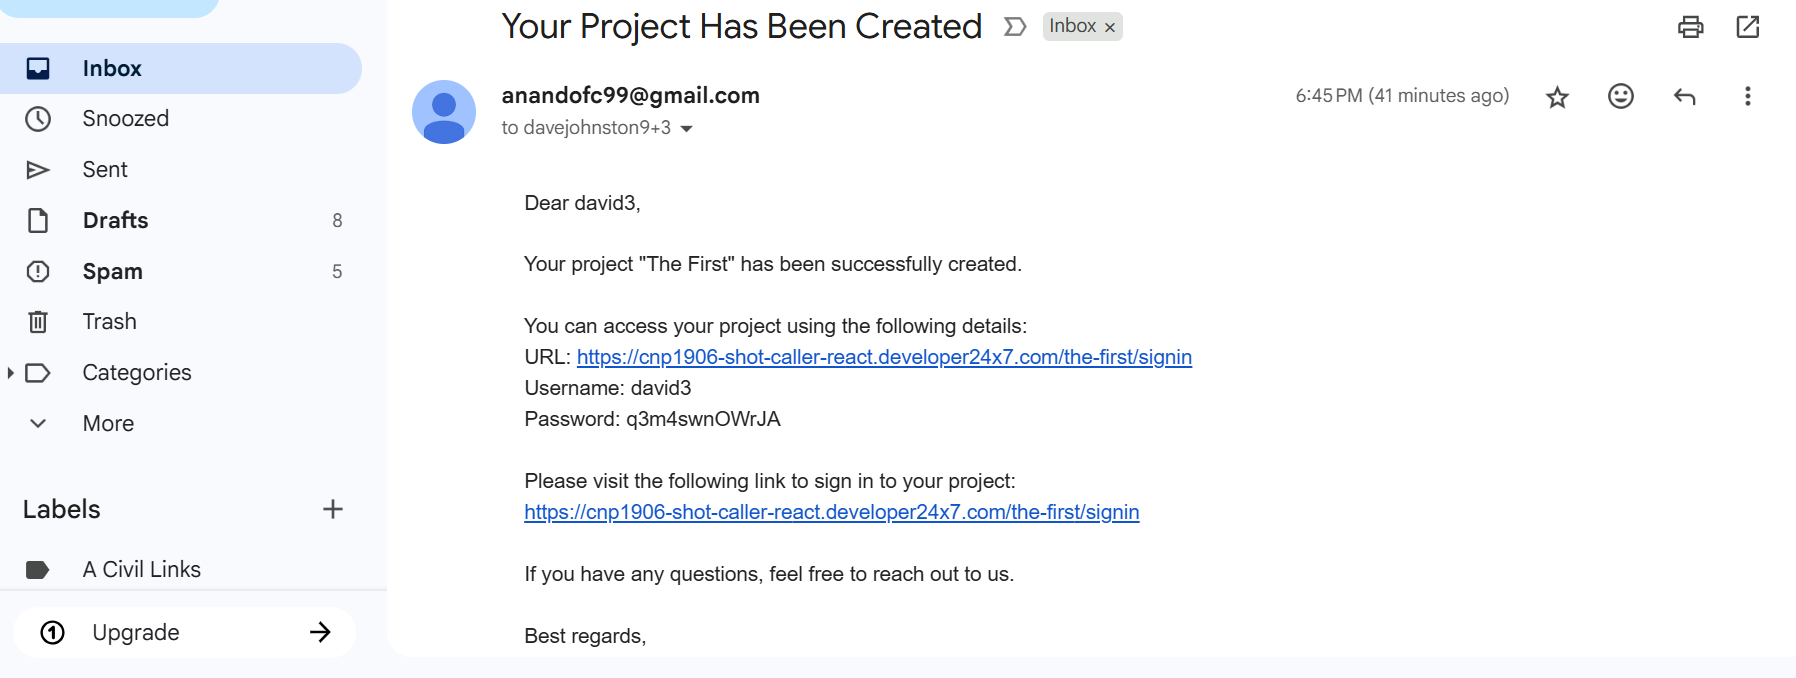 Your Project Has Been Created
Inbox ×
Inbox
Snoozed
Sent
Drafts 8
Spam 5
Trash
Categories
More
Labels +
A Civil Links
1 Upgrade
anandofc99@gmail.com
6:45 PM (41 minutes ago)
to davejohnston9+3
Dear david3,
Your project "The First" has been successfully created.
You can access your project using the following details:
URL: https://cnp1906-shot-caller-react.developer24x7.com/the-first/signin
Username: david3
Password: q3m4swnOWrJA
Please visit the following link to sign in to your project:
https://cnp1906-shot-caller-react.developer24x7.com/the-first/signin
If you have any questions, feel free to reach out to us.
Best regards,